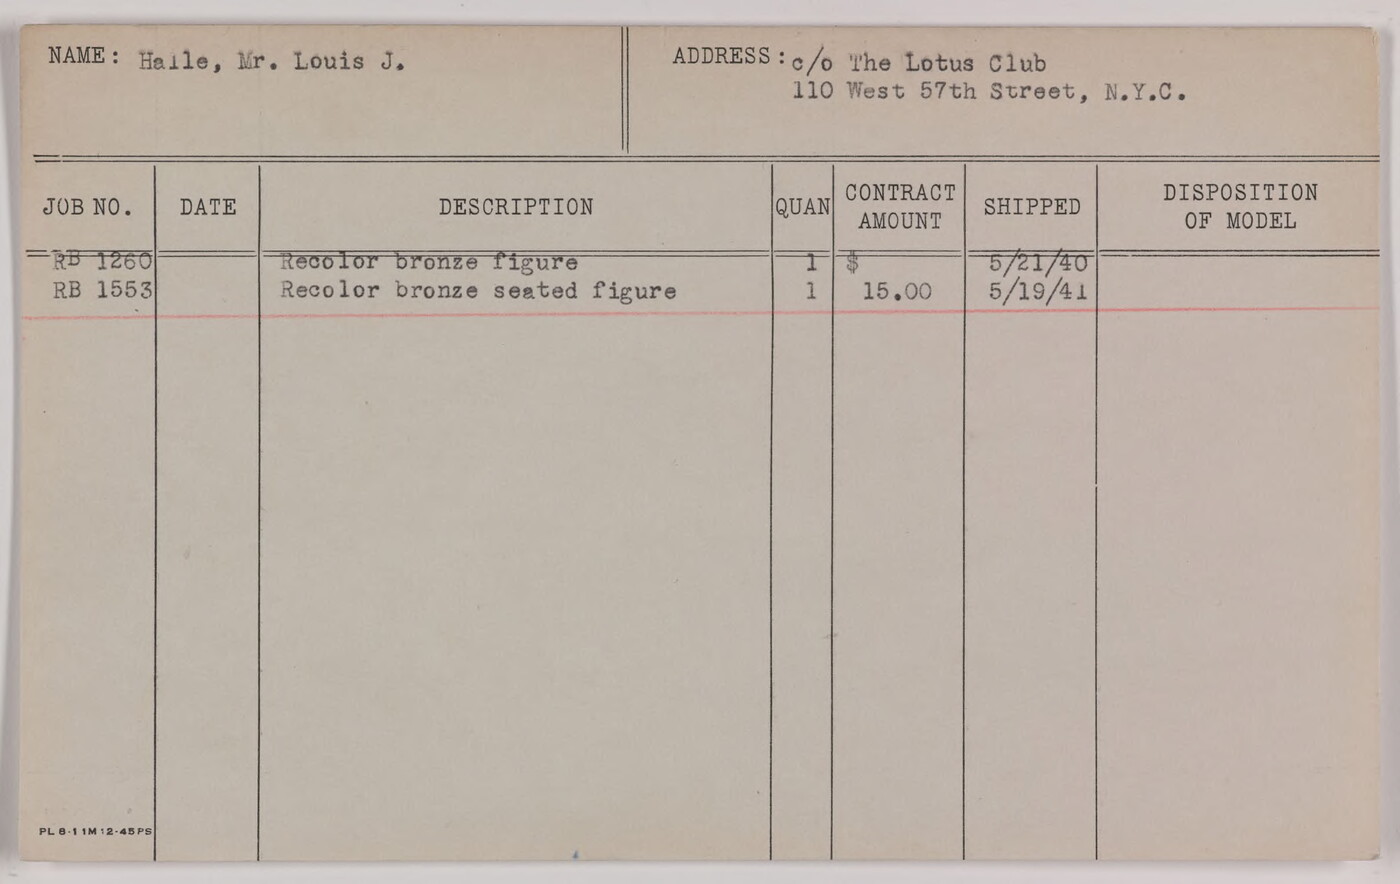 NAME: Haile, Mr. Louis J.
ADDRESS: c/o The Lotus Club
110 West 57th Street, N.Y.C.
JOB NO. DATE DESCRIPTION QUAN CONTRACT AMOUNT SHIPPED DISPOSITION OF MODEL
RB 1260 Recolor bronze figure 1 $ 5/21/40
RB 1553 Recolor bronze seated figure 1 15.00 5/19/41
PL 8-1 1M 12-45 PS